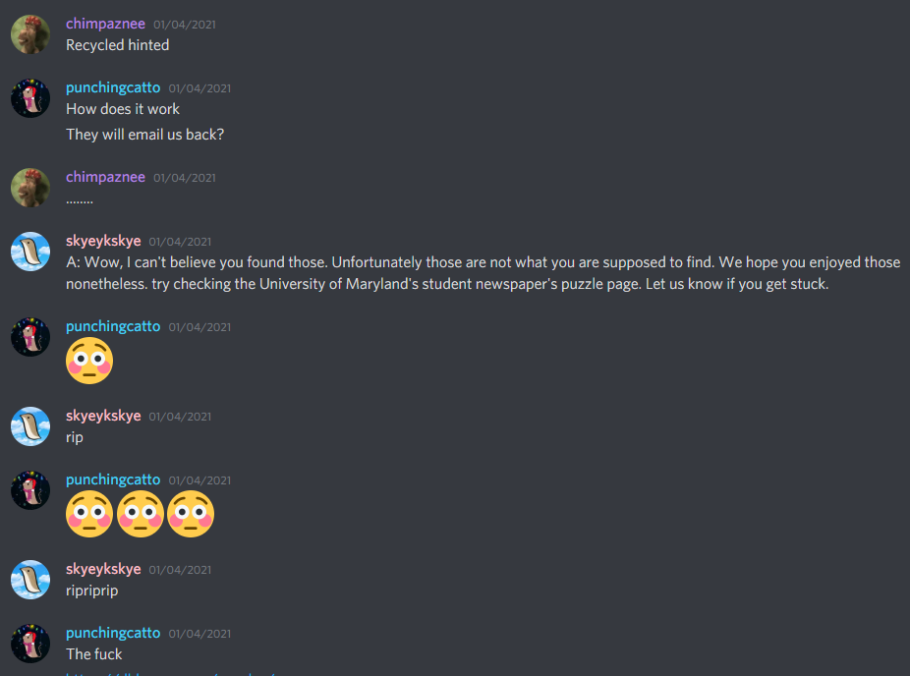 chimpaznee 01/04/2021
Recycled hinted
punchingcatto 01/04/2021
How does it work
They will email us back?
chimpaznee 01/04/2021
........
skyeykskye 01/04/2021
A: Wow, I can't believe you found those. Unfortunately those are not what you are supposed to find. We hope you enjoyed those
nonetheless. try checking the University of Maryland's student newspaper's puzzle page. Let us know if you get stuck.
punchingcatto 01/04/2021
skyeykskye 01/04/2021
rip
punchingcatto 01/04/2021
skyeykskye 01/04/2021
ripriprip
punchingcatto 01/04/2021
The fuck